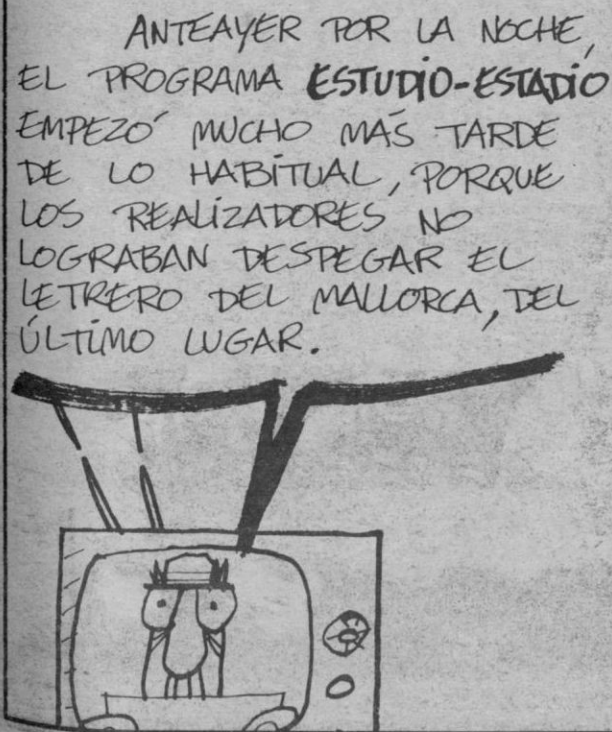 ANTEAYER POR LA NOCHE,
EL PROGRAMA ESTUDIO-ESTADIO
EMPEZÓ MUCHO MÁS TARDE
DE LO HABITUAL, PORQUE
LOS REALIZADORES NO
LOGRABAN DESPEGAR EL
LETRERO DEL MALLORCA, DEL
ÚLTIMO LUGAR.